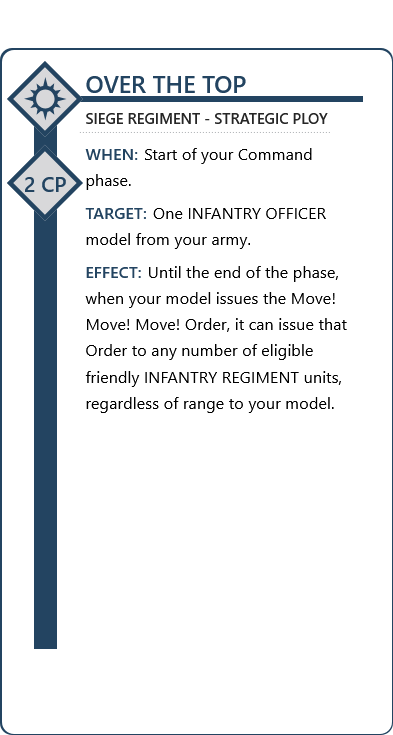 OVER THE TOP
SIEGE REGIMENT - STRATEGIC PLOY
2 CP
WHEN: Start of your Command
phase.
TARGET: One INFANTRY OFFICER
model from your army.
EFFECT: Until the end of the phase,
when your model issues the Move!
Move! Move! Order, it can issue that
Order to any number of eligible
friendly INFANTRY REGIMENT units,
regardless of range to your model.